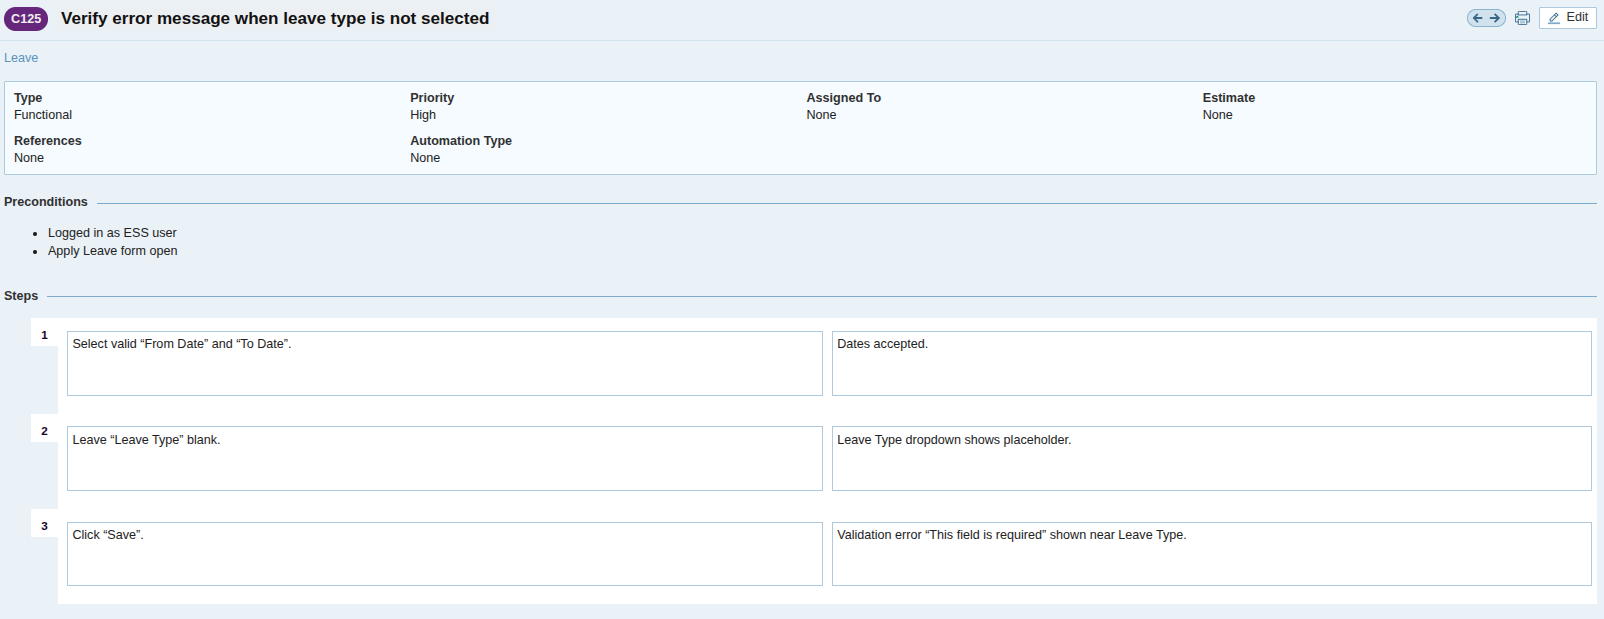 C125 Verify error message when leave type is not selected Edit
Leave
Type Priority Assigned To Estimate
Functional High None None
References Automation Type
None None
Preconditions
Logged in as ESS user
Apply Leave form open
Steps
1
Select valid “From Date” and “To Date”. Dates accepted.
2
Leave “Leave Type” blank. Leave Type dropdown shows placeholder.
3
Click “Save”. Validation error “This field is required” shown near Leave Type.